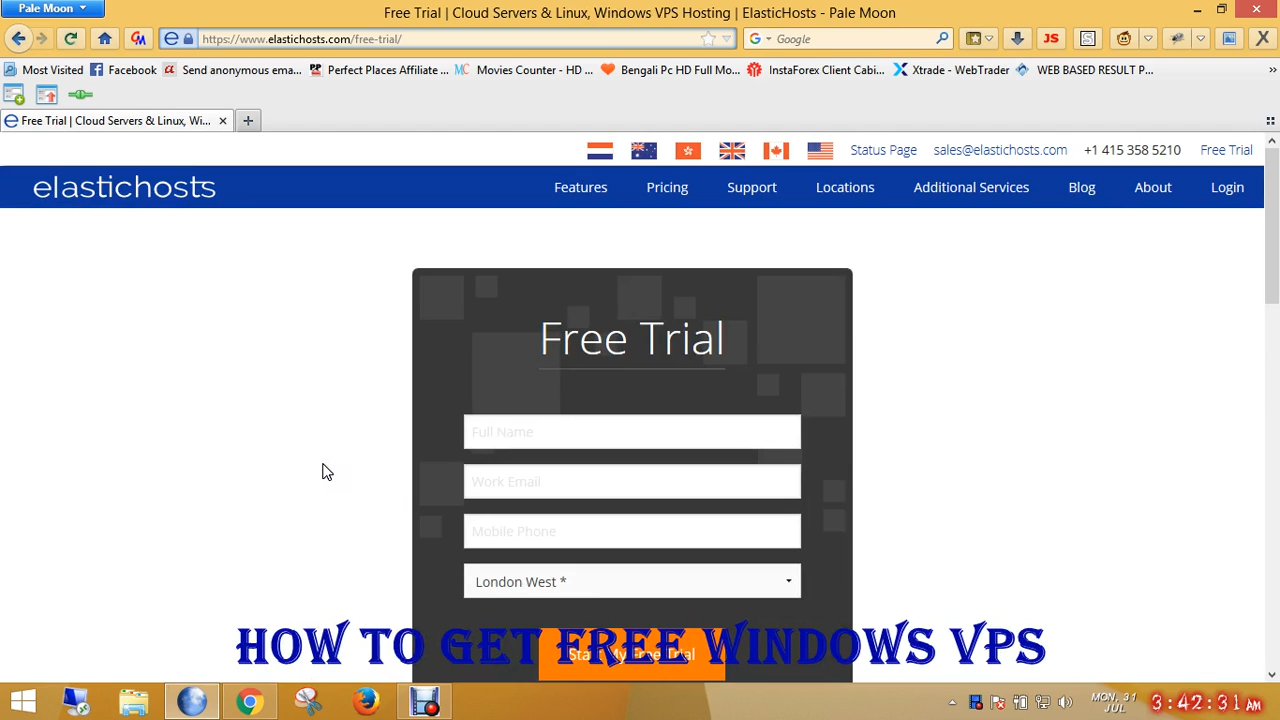 Pale Moon
Free Trial | Cloud Servers & Linux, Windows VPS Hosting | ElasticHosts - Pale Moon
https://www.elastichosts.com/free-trial/
Google
Most Visited Facebook Send anonymous ema... Perfect Places Affiliate ... Movies Counter - HD ... Bengali Pc HD Full Mo... InstaForex Client Cabi... Xtrade - WebTrader WEB BASED RESULT P...
Free Trial | Cloud Servers & Linux, Wi...
Status Page sales@elastichosts.com +1 415 358 5210 Free Trial
elastichosts Features Pricing Support Locations Additional Services Blog About Login
Free Trial
Full Name
Work Email
Mobile Phone
London West *
Start My Free Trial
HOW TO GET FREE WINDOWS VPS
MON, 31
JUL
3:42:31 AM